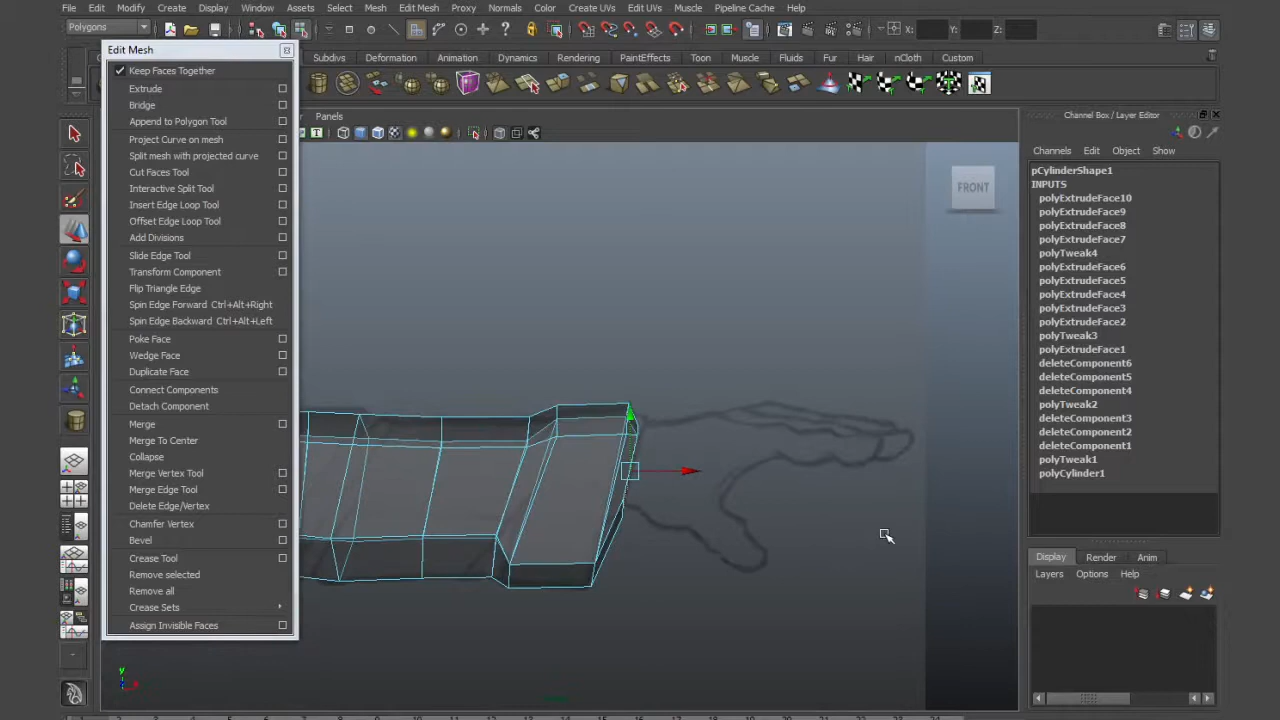 File Edit Modify Create Display Window Assets Select Mesh Edit Mesh Proxy Normals Color Create UVs Edit UVs Muscle Pipeline Cache Help
Polygons
X:
Y:
Z:
Edit Mesh
Subdivs Deformation Animation Dynamics Rendering PaintEffects Toon Muscle Fluids Fur Hair nCloth Custom
Keep Faces Together
Extrude
Bridge
Append to Polygon Tool
Project Curve on mesh
Split mesh with projected curve
Cut Faces Tool
Interactive Split Tool
Insert Edge Loop Tool
Offset Edge Loop Tool
Add Divisions
Slide Edge Tool
Transform Component
Flip Triangle Edge
Spin Edge Forward Ctrl+Alt+Right
Spin Edge Backward Ctrl+Alt+Left
Poke Face
Wedge Face
Duplicate Face
Connect Components
Detach Component
Merge
Merge To Center
Collapse
Merge Vertex Tool
Merge Edge Tool
Delete Edge/Vertex
Chamfer Vertex
Bevel
Crease Tool
Remove selected
Remove all
Crease Sets
Assign Invisible Faces
Panels
FRONT
y
Channel Box / Layer Editor
Channels Edit Object Show
pCylinderShape1
INPUTS
polyExtrudeFace10
polyExtrudeFace9
polyExtrudeFace8
polyExtrudeFace7
polyTweak4
polyExtrudeFace6
polyExtrudeFace5
polyExtrudeFace4
polyExtrudeFace3
polyExtrudeFace2
polyTweak3
polyExtrudeFace1
deleteComponent6
deleteComponent5
deleteComponent4
polyTweak2
deleteComponent3
deleteComponent2
deleteComponent1
polyTweak1
polyCylinder1
Display Render Anim
Layers Options Help